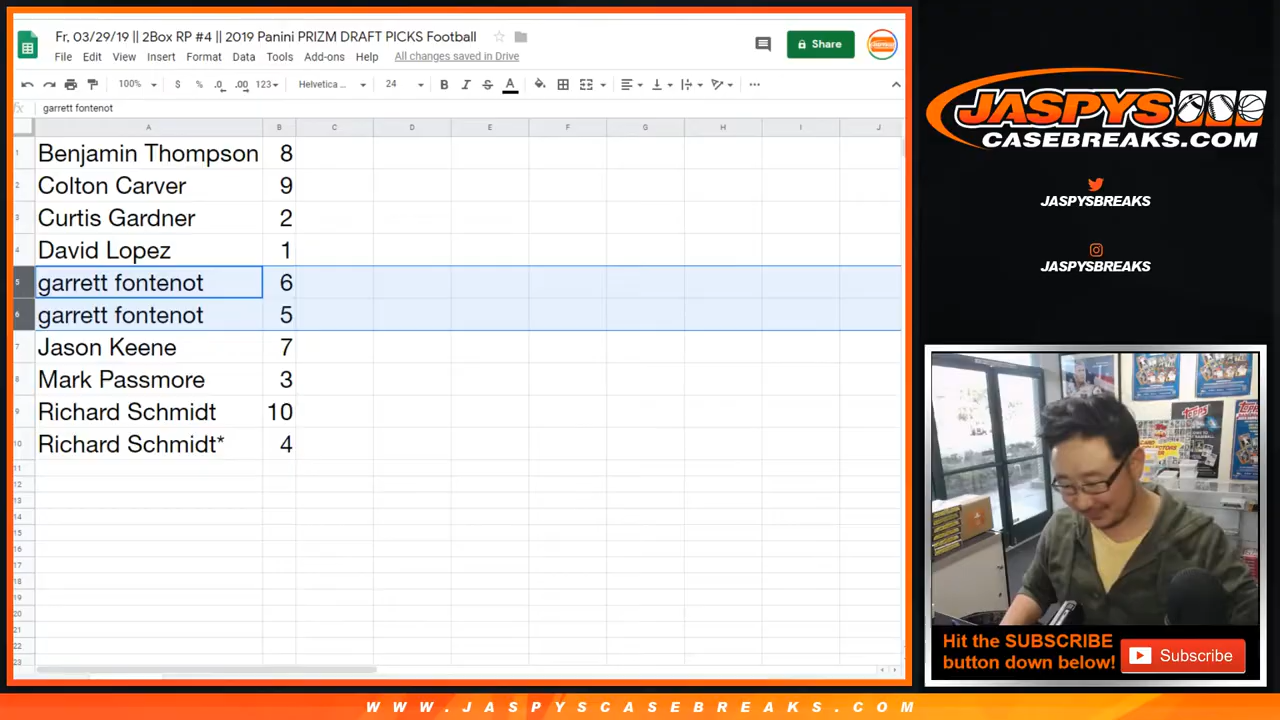 Fr, 03/29/19 || 2Box RP #4 || 2019 Panini PRIZM DRAFT PICKS Football
File Edit View Insert Format Data Tools Add-ons Help All changes saved in Drive
Share
100% $ % .0 .00 123 Helvetica ... 24 B I S A
fx garrett fontenot
A B C D E F G H I J
1 Benjamin Thompson 8
2 Colton Carver 9
3 Curtis Gardner 2
4 David Lopez 1
5 garrett fontenot 6
6 garrett fontenot 5
7 Jason Keene 7
8 Mark Passmore 3
9 Richard Schmidt 10
10 Richard Schmidt* 4
11
12
13
14
15
16
17
18
19
20
21
22
23
JASPYS
CASEBREAKS.COM
JASPYSBREAKS
JASPYSBREAKS
Topps
Hit the SUBSCRIBE
button down below!
Subscribe
WWW.JASPYSCASEBREAKS.COM